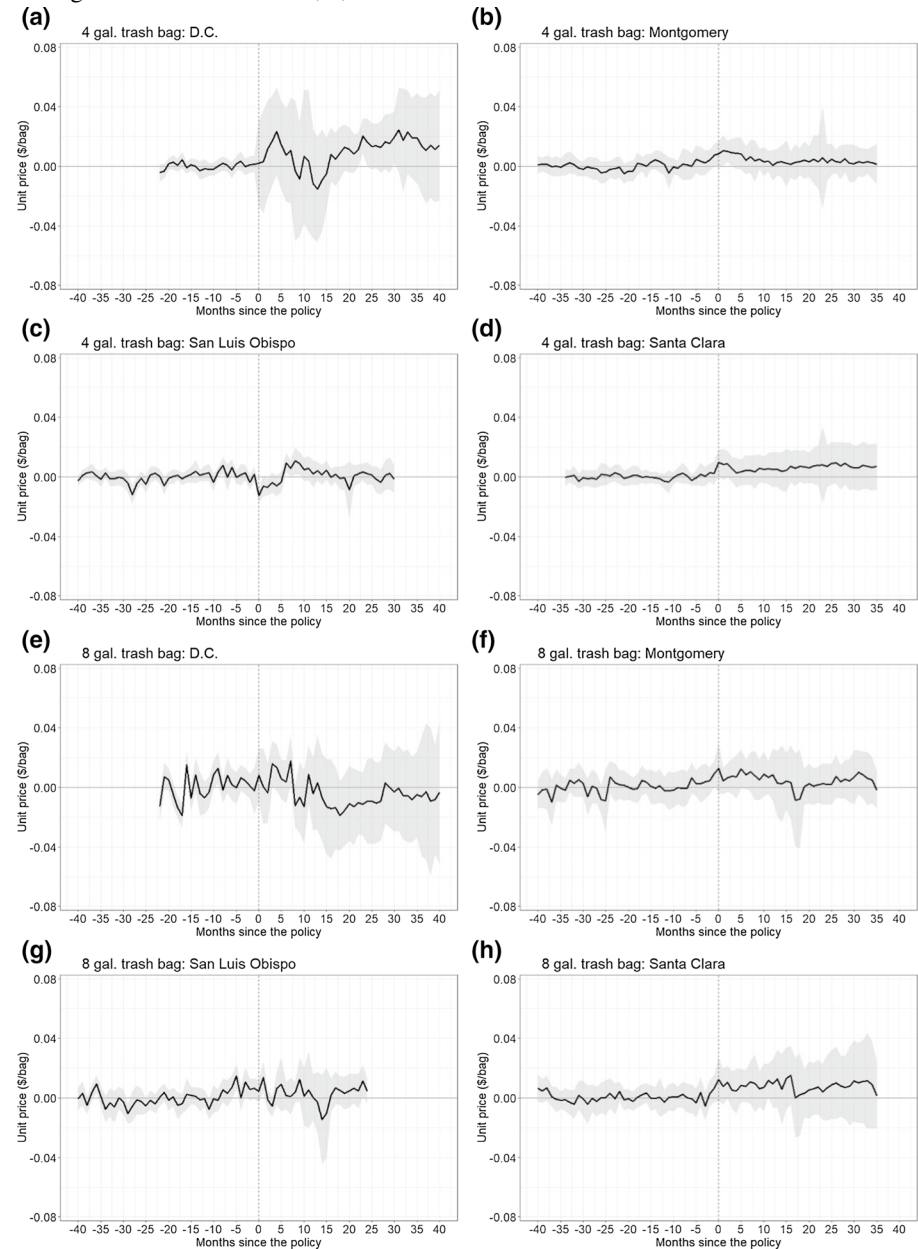 (a)
4 gal. trash bag: D.C.
0.08
0.04
0.00
-0.04
-0.08
Unit price ($/bag)
-40 -35 -30 -25 -20 -15 -10 -5 0 5 10 15 20 25 30 35 40
Months since the policy
(b)
4 gal. trash bag: Montgomery
0.08
0.04
0.00
-0.04
-0.08
Unit price ($/bag)
-40 -35 -30 -25 -20 -15 -10 -5 0 5 10 15 20 25 30 35 40
Months since the policy
(c)
4 gal. trash bag: San Luis Obispo
0.08
0.04
0.00
-0.04
-0.08
Unit price ($/bag)
-40 -35 -30 -25 -20 -15 -10 -5 0 5 10 15 20 25 30 35 40
Months since the policy
(d)
4 gal. trash bag: Santa Clara
0.08
0.04
0.00
-0.04
-0.08
Unit price ($/bag)
-40 -35 -30 -25 -20 -15 -10 -5 0 5 10 15 20 25 30 35 40
Months since the policy
(e)
8 gal. trash bag: D.C.
0.08
0.04
0.00
-0.04
-0.08
Unit price ($/bag)
-40 -35 -30 -25 -20 -15 -10 -5 0 5 10 15 20 25 30 35 40
Months since the policy
(f)
8 gal. trash bag: Montgomery
0.08
0.04
0.00
-0.04
-0.08
Unit price ($/bag)
-40 -35 -30 -25 -20 -15 -10 -5 0 5 10 15 20 25 30 35 40
Months since the policy
(g)
8 gal. trash bag: San Luis Obispo
0.08
0.04
0.00
-0.04
-0.08
Unit price ($/bag)
-40 -35 -30 -25 -20 -15 -10 -5 0 5 10 15 20 25 30 35 40
Months since the policy
(h)
8 gal. trash bag: Santa Clara
0.08
0.04
0.00
-0.04
-0.08
Unit price ($/bag)
-40 -35 -30 -25 -20 -15 -10 -5 0 5 10 15 20 25 30 35 40
Months since the policy